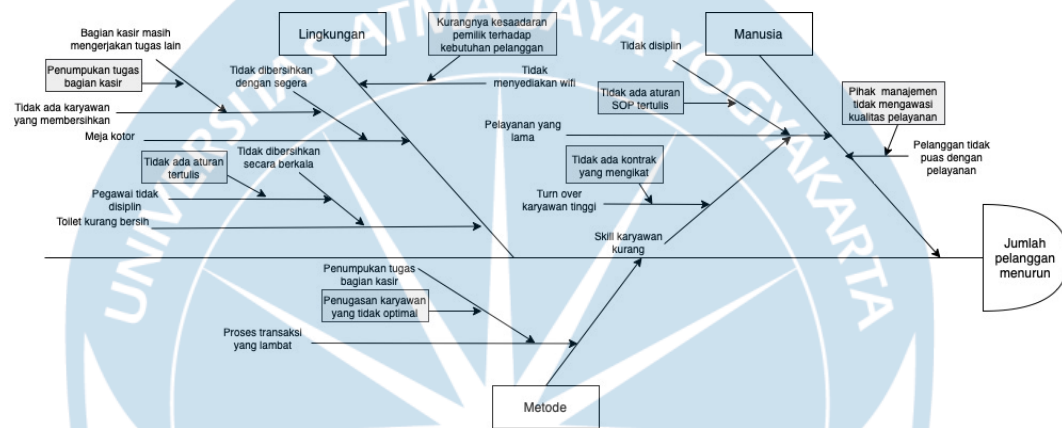 UNIVERSITAS ATMA JAYA YOGYAKARTA
Lingkungan
Bagian kasir masih
mengerjakan tugas lain
Penumpukan tugas
bagian kasir
Tidak ada karyawan
yang membersihkan
Tidak dibersihkan
dengan segera
Meja kotor
Kurangnya kesaadaran
pemilik terhadap
kebutuhan pelanggan
Tidak
menyediakan wifi
Tidak ada aturan
tertulis
Tidak dibersihkan
secara berkala
Pegawai tidak
disiplin
Toilet kurang bersih
Manusia
Tidak disiplin
Tidak ada aturan
SOP tertulis
Pelayanan yang
lama
Tidak ada kontrak
yang mengikat
Turn over
karyawan tinggi
Skill karyawan
kurang
Pihak manajemen
tidak mengawasi
kualitas pelayanan
Pelanggan tidak
puas dengan
pelayanan
Jumlah
pelanggan
menurun
Penumpukan tugas
bagian kasir
Penugasan karyawan
yang tidak optimal
Proses transaksi
yang lambat
Metode